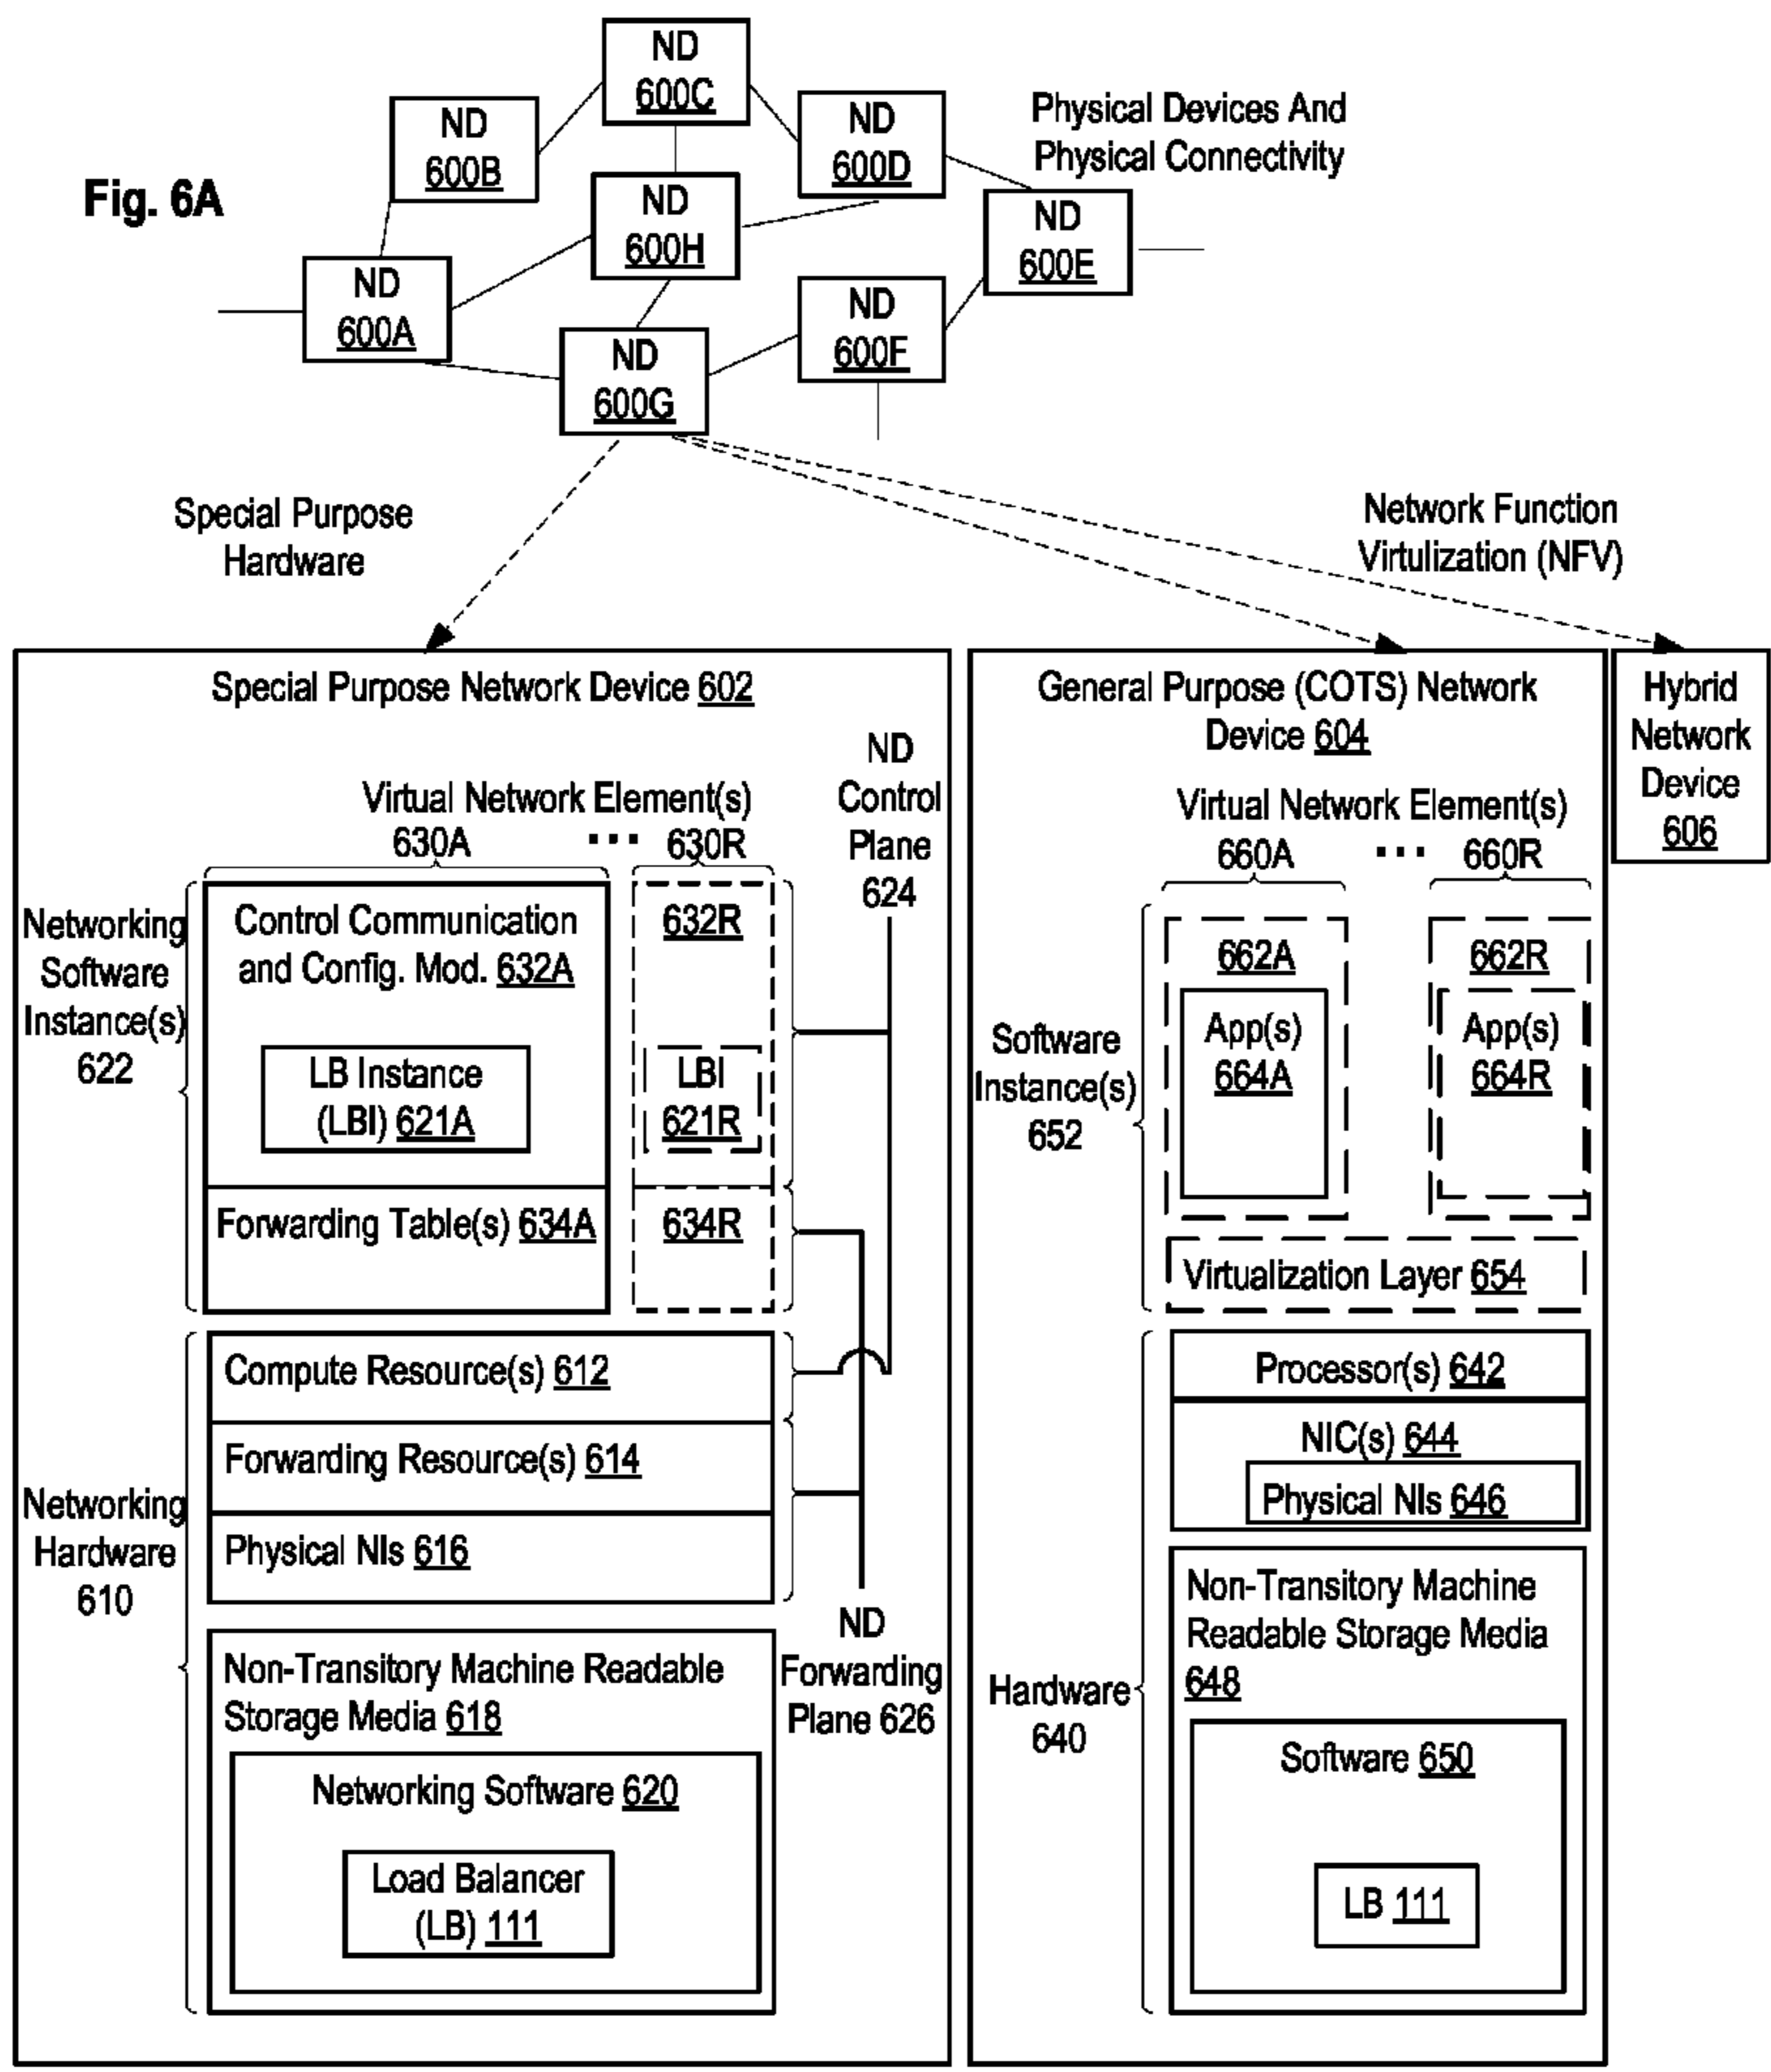 Fig. 6A
ND
600C
ND
600B
ND
600D
Physical Devices And
Physical Connectivity
ND
600H
ND
600E
ND
600A
ND
600F
ND
600G
Special Purpose
Hardware
Network Function
Virtulization (NFV)
Special Purpose Network Device 602
ND
Control
Plane
624
Virtual Network Element(s)
630A ... 630R
Networking
Software
Instance(s)
622
Control Communication
and Config. Mod. 632A
LB Instance
(LBI) 621A
632R
LBI
621R
Forwarding Table(s) 634A
634R
Networking
Hardware
610
Compute Resource(s) 612
Forwarding Resource(s) 614
Physical NIs 616
ND
Forwarding
Plane 626
Non-Transitory Machine Readable
Storage Media 618
Networking Software 620
Load Balancer
(LB) 111
General Purpose (COTS) Network
Device 604
Virtual Network Element(s)
660A ... 660R
Software
Instance(s)
652
662A
App(s)
664A
662R
App(s)
664R
Virtualization Layer 654
Hardware
640
Processor(s) 642
NIC(s) 644
Physical NIs 646
Non-Transitory Machine
Readable Storage Media
648
Software 650
LB 111
Hybrid
Network
Device
606